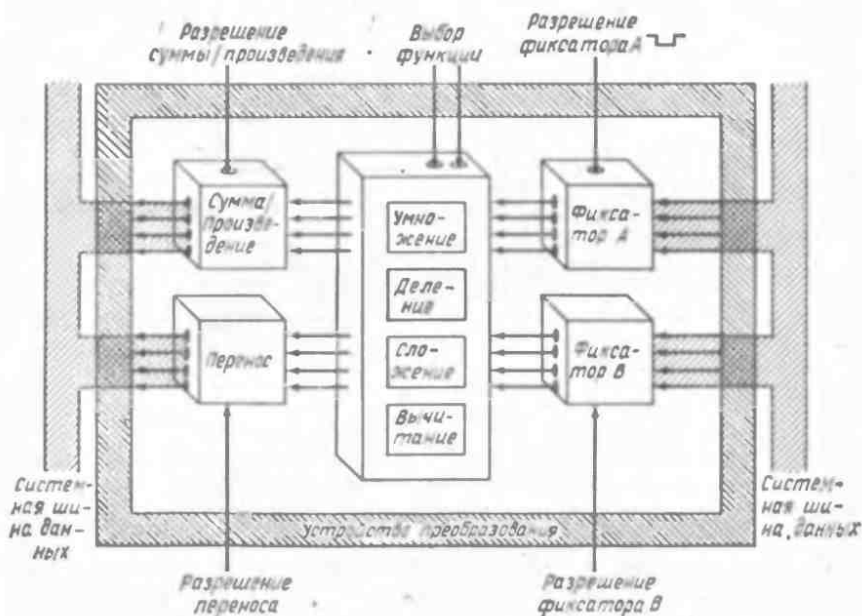 Разрешение
суммы/произведения
Выбор
функции
Разрешение
фиксатора А
Сумма/
произве-
дение
Умно-
жение
Фикса-
тор А
Деле-
ние
Перенос
Сло-
жение
Фикса-
тор В
Вычи-
тание
Систем-
ная ши-
на дан-
ных
Систем-
ная ши-
на данных
Устройство преобразования
Разрешение
переноса
Разрешение
фиксатора В